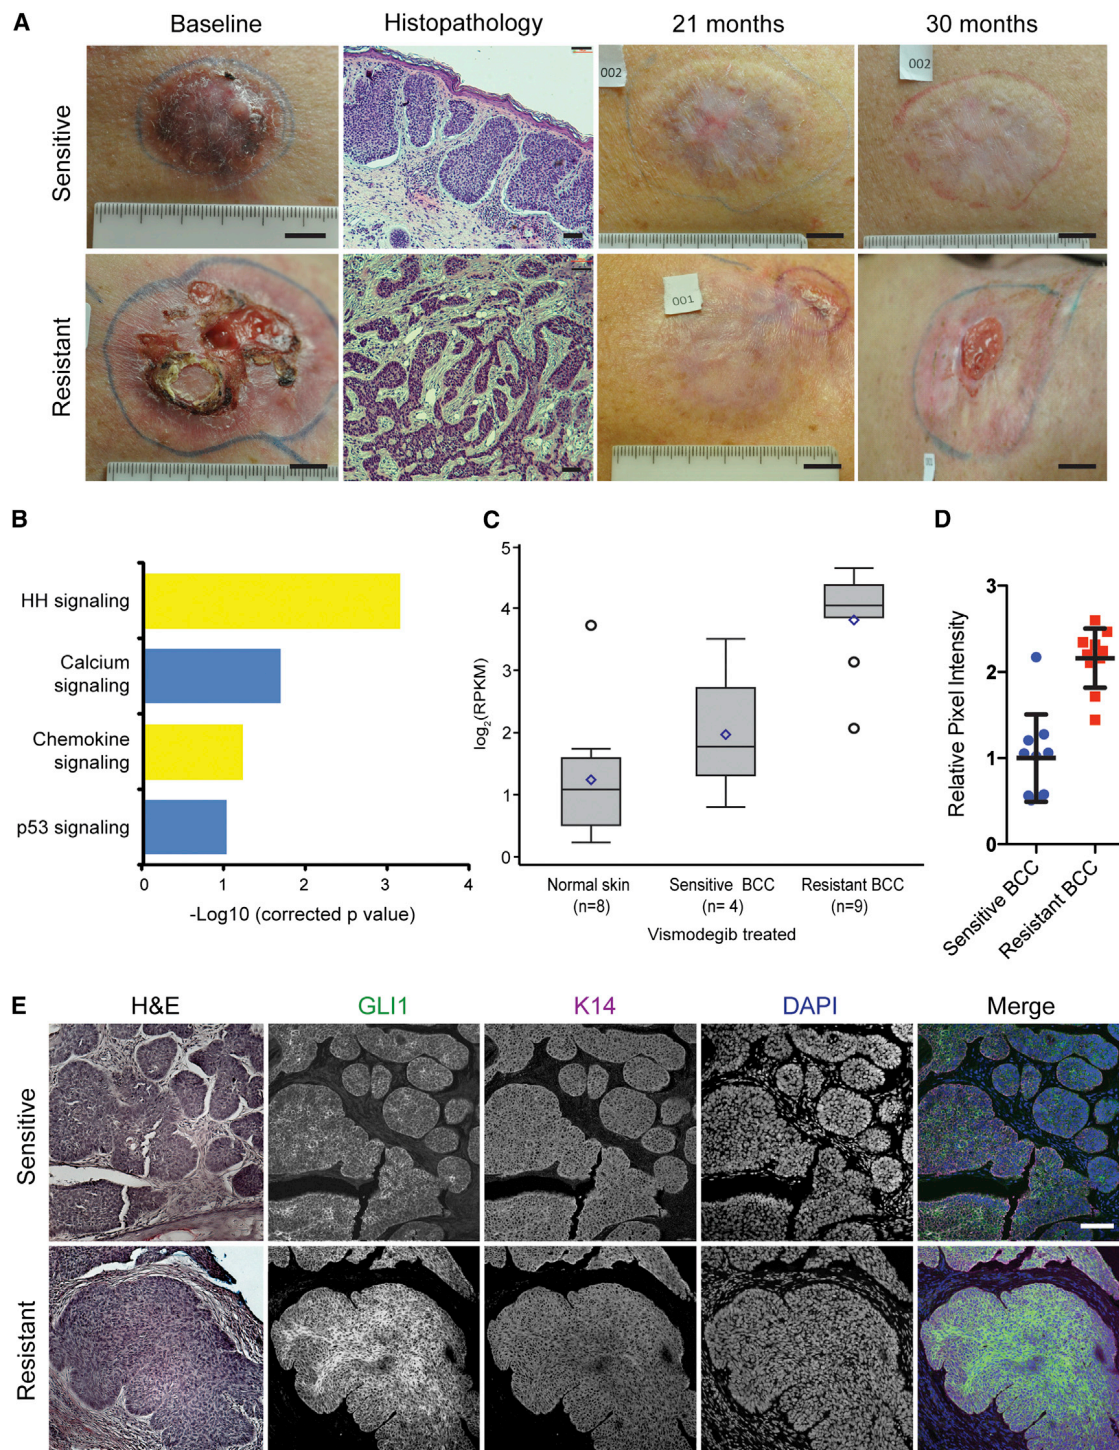 A
Baseline
Histopathology
21 months
30 months
Sensitive
002
002
Resistant
001
B
HH signaling
Calcium
signaling
Chemokine
signaling
p53 signaling
0
1
2
3
4
-Log10 (corrected p value)
C
log2(RPKM)
5
4
3
2
1
0
Normal skin
(n=8)
Sensitive BCC
(n= 4)
Resistant BCC
(n=9)
Vismodegib treated
D
Relative Pixel Intensity
3
2
1
0
Sensitive BCC
Resistant BCC
E
H&E
GLI1
K14
DAPI
Merge
Sensitive
Resistant